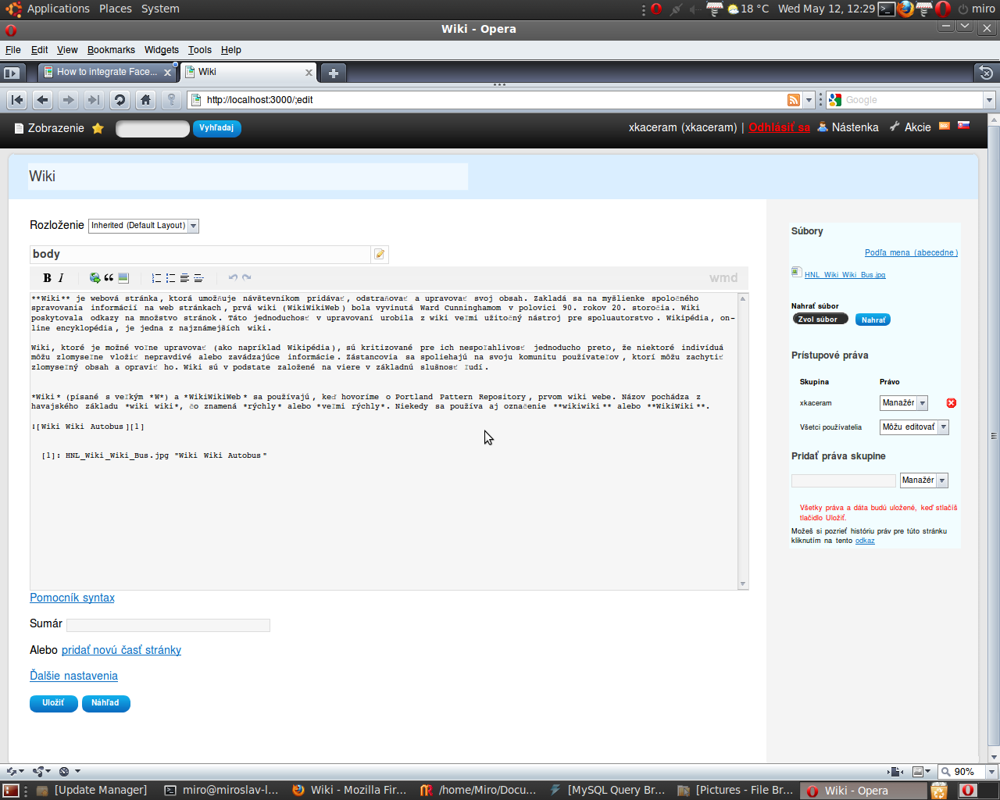 Applications Places System 18 °C Wed May 12, 12:29 miro
Wiki - Opera
File Edit View Bookmarks Widgets Tools Help
How to integrate Face... Wiki
http://localhost:3000/;edit Google
Zobrazenie Vyhľadaj xkaceram (xkaceram) | Odhlásiť sa Nástenka Akcie
Wiki
Rozloženie Inherited (Default Layout)
body
B I wmd
**Wiki** je webová stránka, ktorá umožňuje návštevníkom pridávať, odstraňovať a upravovať svoj obsah. Zakladá sa na myšlienke spoločného
spravovania informácií na web stránkach, prvá wiki (WikiWikiWeb) bola vyvinutá Ward Cunninghamom v polovici 90. rokov 20. storočia. Wiki
poskytovala odkazy na množstvo stránok. Táto jednoduchosť v upravovaní urobila z wiki veľmi užitočný nástroj pre spoluautorstvo. Wikipédia, on-
line encyklopédia, je jedna z najznámejších wiki.
Wiki, ktoré je možné voľne upravovať (ako napríklad Wikipédia), sú kritizované pre ich nespoľahlivosť jednoducho preto, že niektoré indivíduá
môžu zlomyseľne vložiť nepravdivé alebo zavádzajúce informácie. Zástancovia sa spoliehajú na svoju komunitu používateľov, ktorí môžu zachytiť
zlomyseľný obsah a opraviť ho. Wiki sú v podstate založené na viere v základnú slušnosť ľudí.
*Wiki* (písané s veľkým *W*) a *WikiWikiWeb* sa používajú, keď hovoríme o Portland Pattern Repository, prvom wiki webe. Názov pochádza z
havajského základu *wiki wiki*, čo znamená *rýchly* alebo *veľmi rýchly*. Niekedy sa používa aj označenie **wikiwiki** alebo **WikiWiki**.
![Wiki Wiki Autobus][1]
[1]: HNL_Wiki_Wiki_Bus.jpg "Wiki Wiki Autobus"
Pomocník syntax
Sumár
Alebo pridať novú časť stránky
Ďalšie nastavenia
Uložiť Náhľad
Súbory
Podľa mena (abecedne)
HNL_Wiki_Wiki_Bus.jpg
Nahrať súbor
Zvol súbor Nahrať
Prístupové práva
Skupina Právo
xkaceram Manažér
Všetci používatelia Môžu editovať
Pridať práva skupine
Manažér
Všetky práva a dáta budú uložené, keď stlačíš
tlačidlo Uložiť.
Možeš si pozrieť históriu práv pre túto stránku
kliknutím na tento odkaz
90%
[Update Manager] miro@miroslav-l... Wiki - Mozilla Fir... /home/Miro/Docu... [MySQL Query Br... [Pictures - File Br... Wiki - Opera